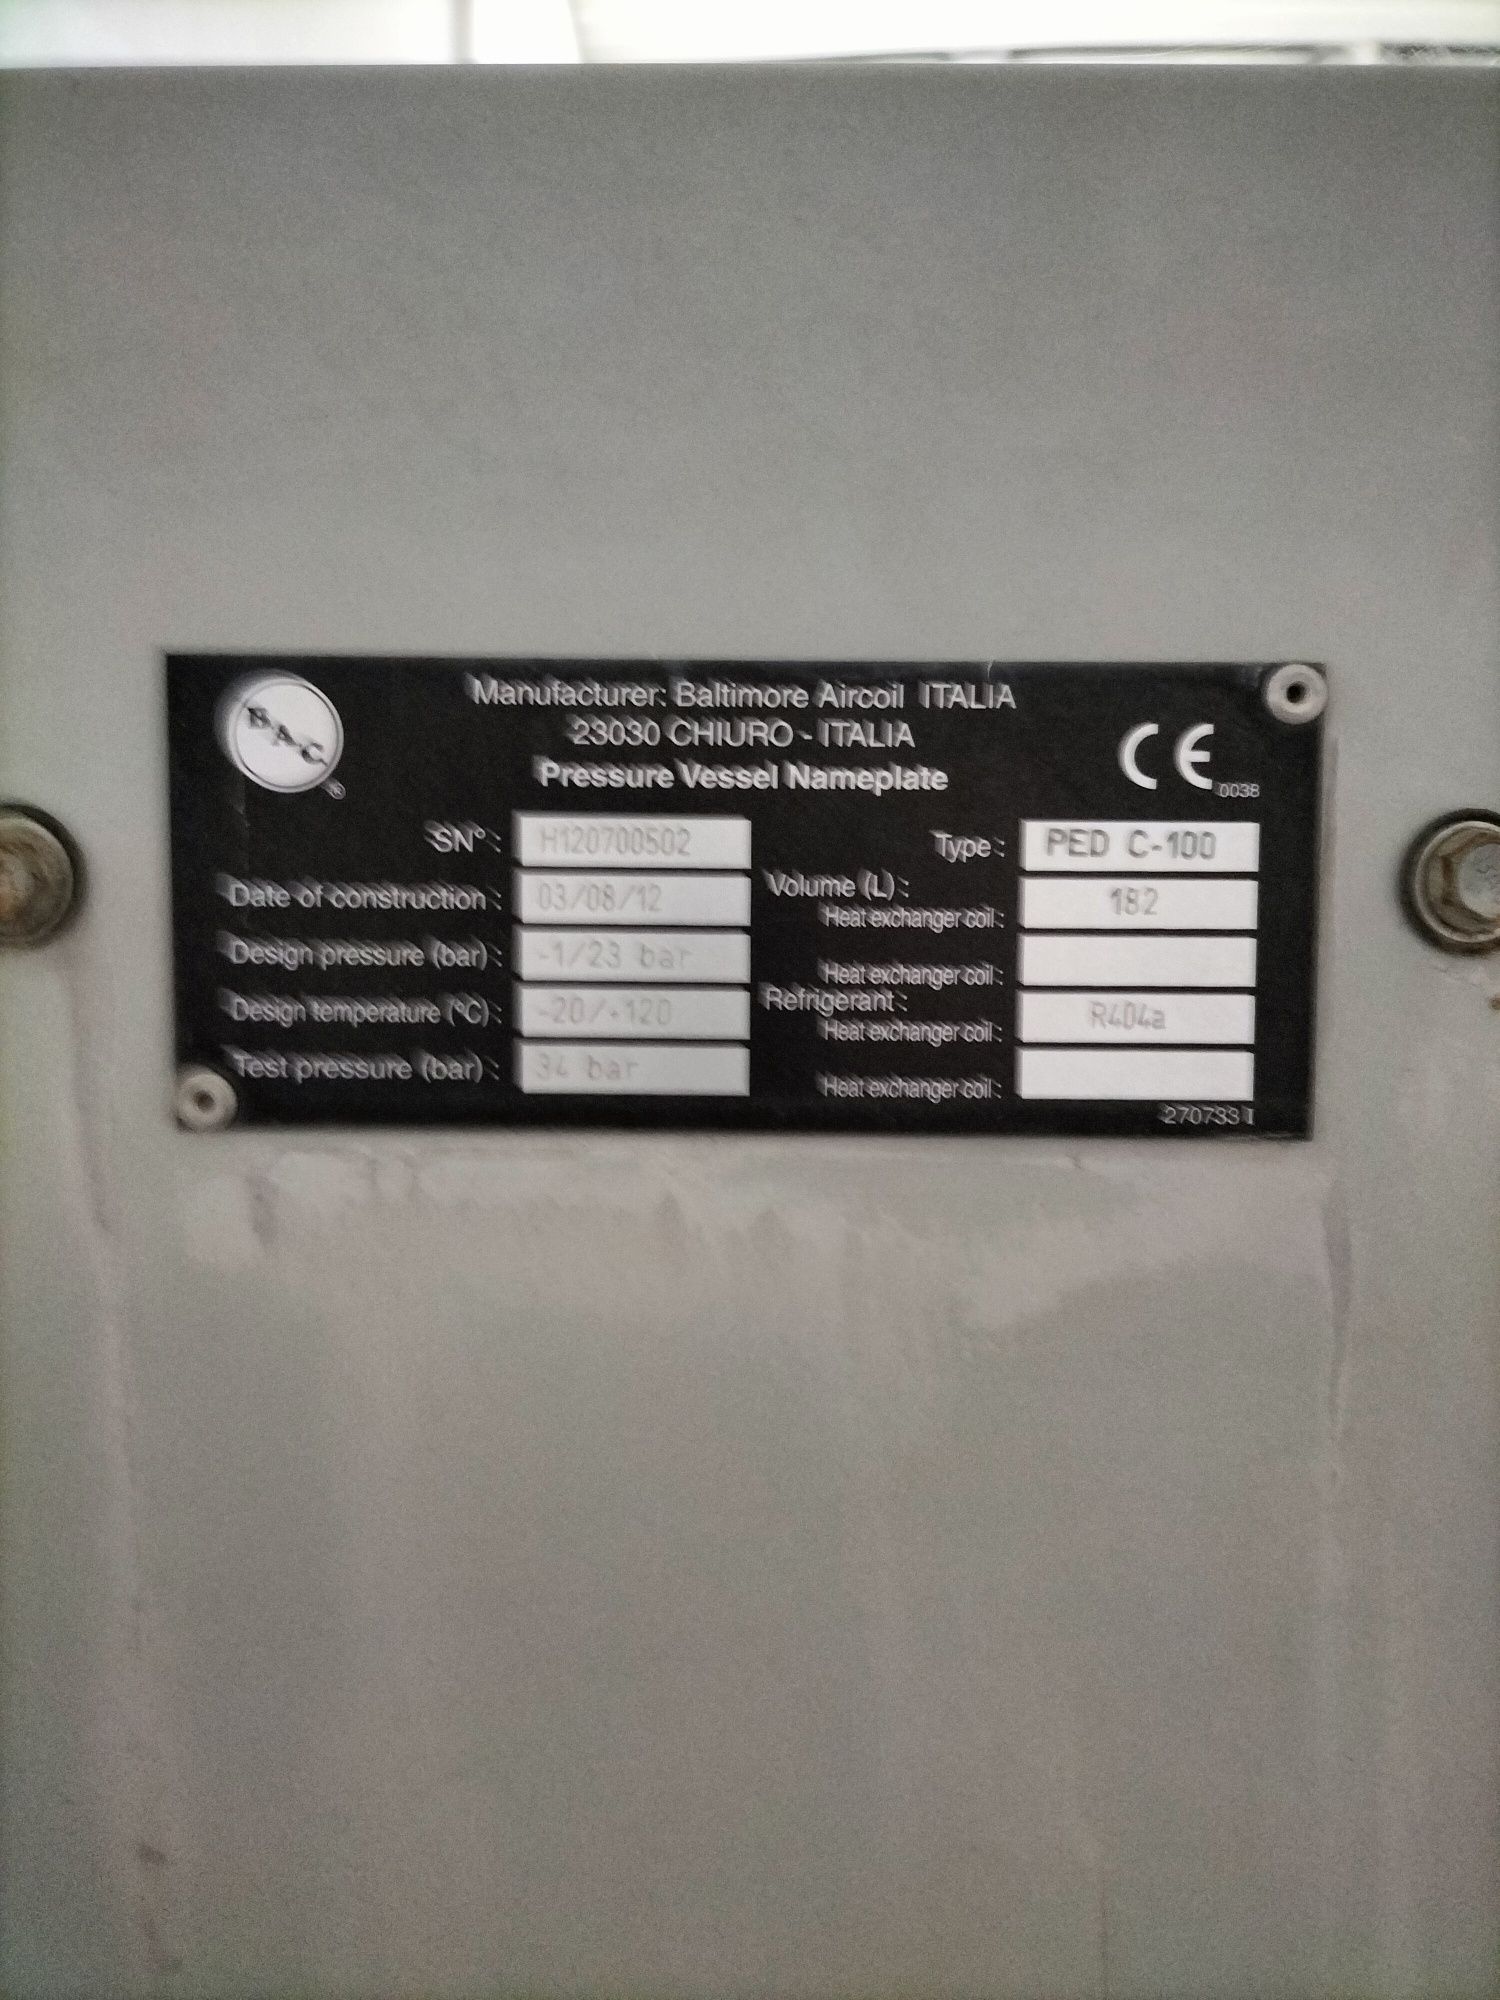 BAC ®
Manufacturer: Baltimore Aircoil ITALIA
23030 CHIURO - ITALIA
Pressure Vessel Nameplate
CE 0038
SN° : H120700502
Date of construction : 03/08/12
Design pressure (bar) : -1/23 bar
Design temperature (°C) : -20/+120
Test pressure (bar) : 34 bar
Type : PED C-100
Volume (L) :
Heat exchanger coil : 182
Heat exchanger coil :
Refrigerant :
Heat exchanger coil : R404a
Heat exchanger coil :
270733 I